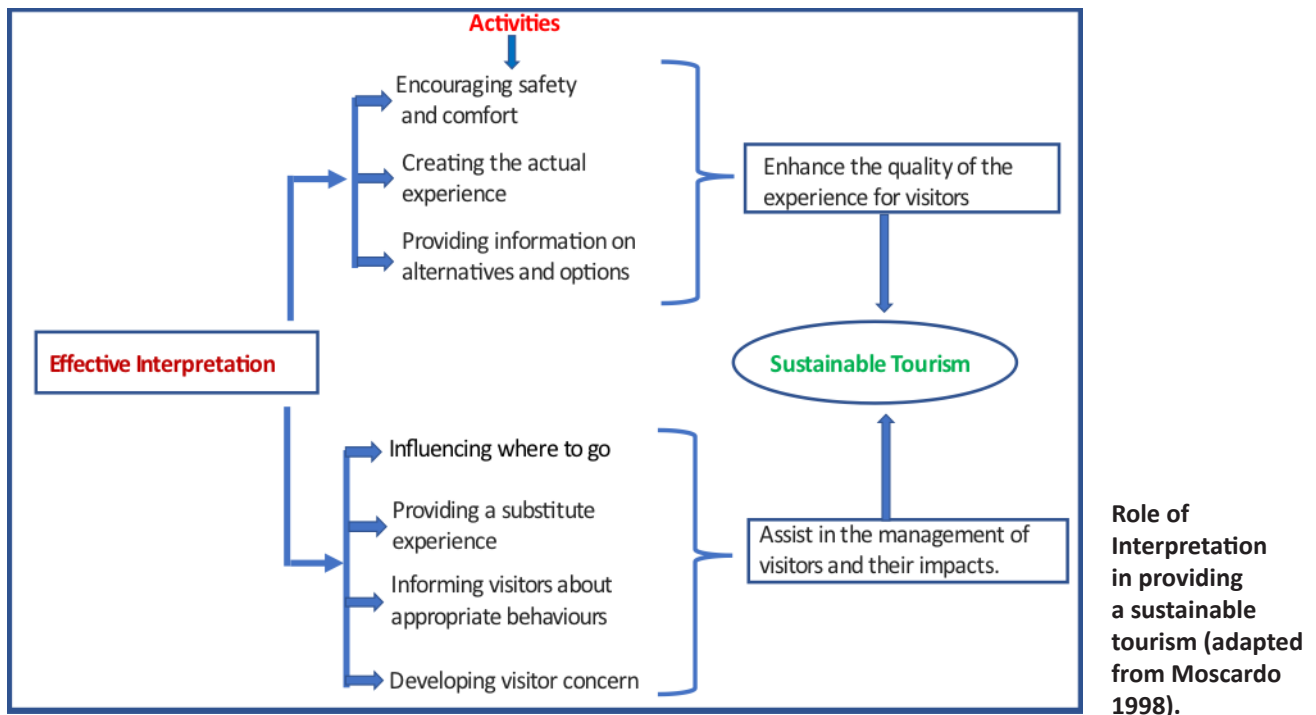 Activities
Encouraging safety
and comfort
Creating the actual
experience
Providing information on
alternatives and options
Enhance the quality of the
experience for visitors
Effective Interpretation
Sustainable Tourism
Influencing where to go
Providing a substitute
experience
Informing visitors about
appropriate behaviours
Developing visitor concern
Assist in the management of
visitors and their impacts.
Role of
Interpretation
in providing
a sustainable
tourism (adapted
from Moscardo
1998).